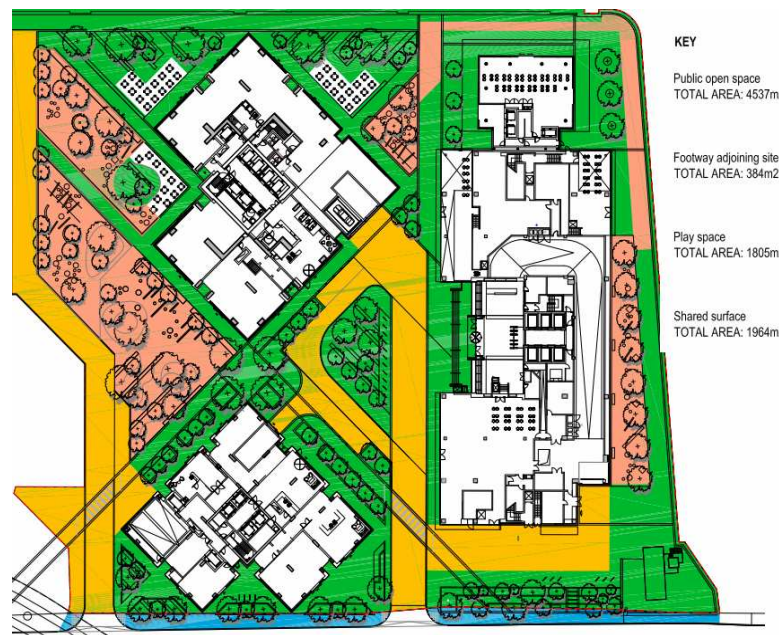 KEY
Public open space
TOTAL AREA: 4537m
Footway adjoining site
TOTAL AREA: 384m2
Play space
TOTAL AREA: 1805m
Shared surface
TOTAL AREA: 1964m